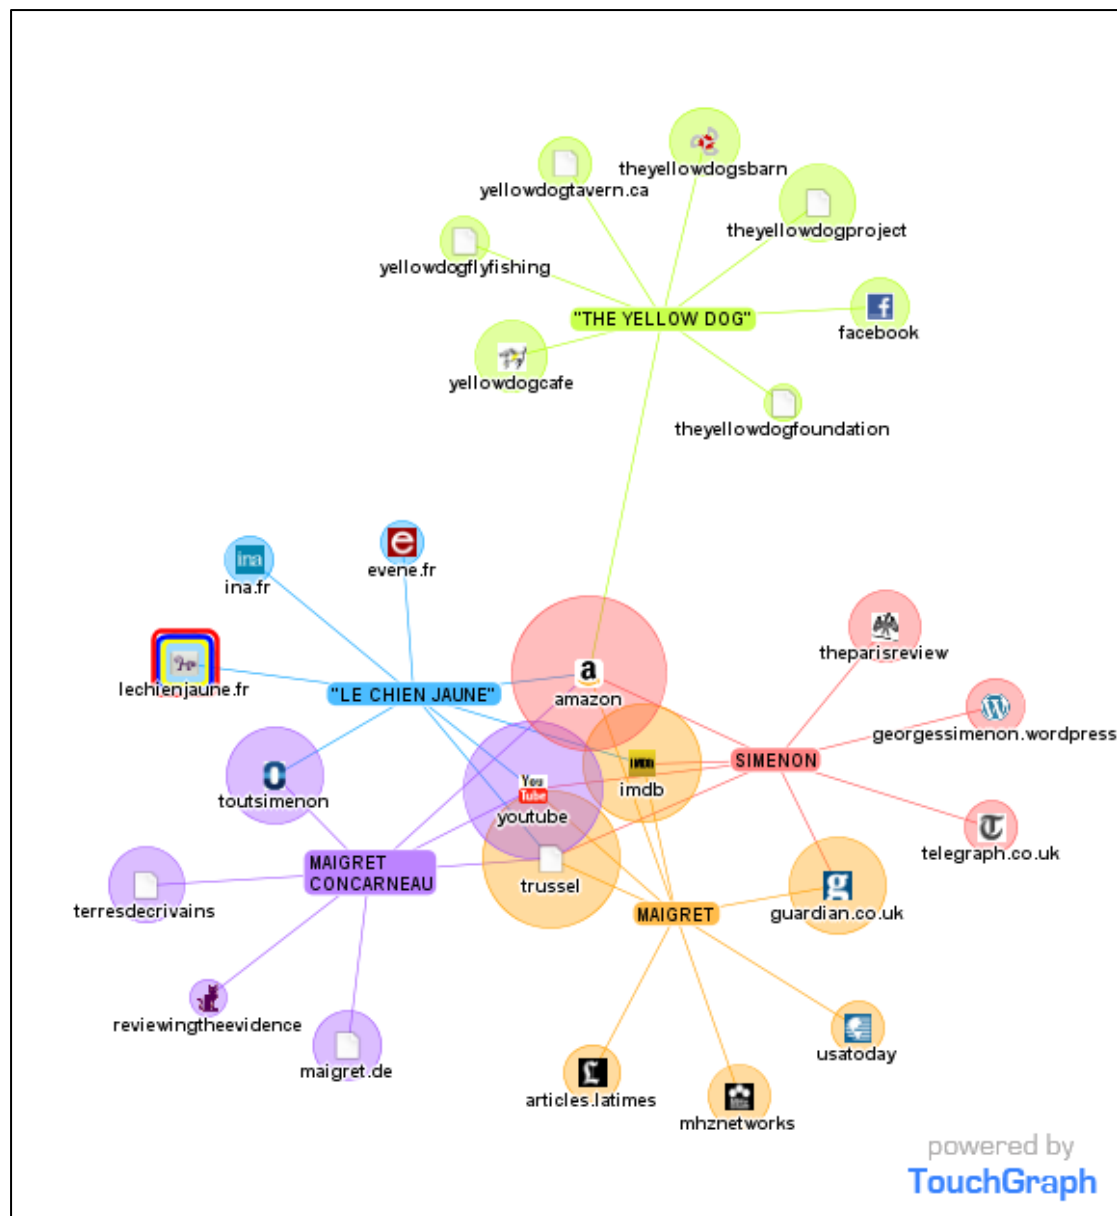 theyellowdogsbarn
yellowdogtavern.ca
theyellowdogproject
yellowdogflyfishing
"THE YELLOW DOG"
facebook
yellowdogcafe
theyellowdogfoundation
ina
ina.fr
e
evene.fr
lechienjaune.fr
"LE CHIEN JAUNE"
a
amazon
theparisreview
georgessimenon.wordpress
SIMENON
IMDb
imdb
toutsimenon
You
Tube
youtube
telegraph.co.uk
MAIGRET
CONCARNEAU
trussel
terresdecrivains
g
guardian.co.uk
MAIGRET
reviewingtheevidence
maigret.de
usatoday
articles.latimes
mhznetworks
powered by
TouchGraph